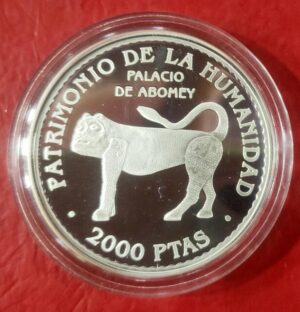 PATRIMONIO DE LA HUMANIDAD
PALACIO
DE ABOMEY
2000 PTAS